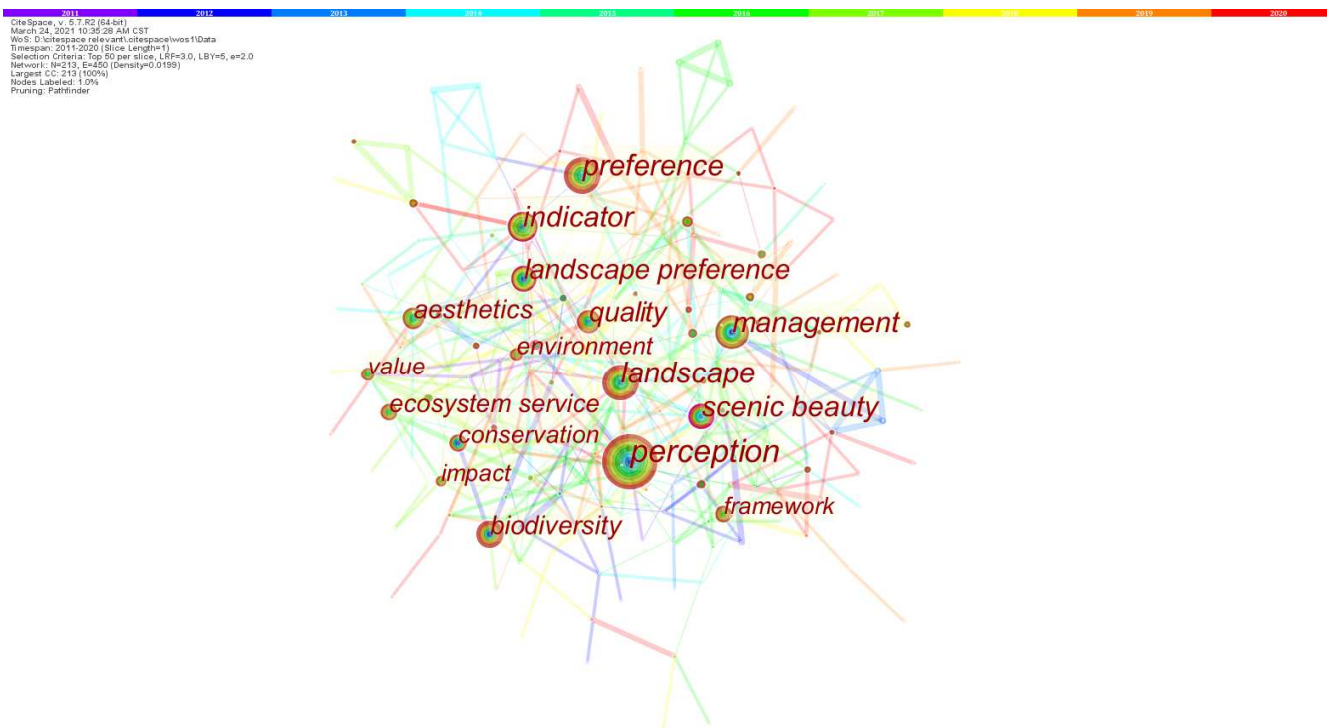 2011 2012 2013 2014 2015 2016 2017 2018 2019 2020
CiteSpace, v. 5.7.R2 (64-bit)
March 24, 2021 10:35:28 AM CST
WoS: D:\citespace relevant\.citespace\wos1\Data
Timespan: 2011-2020 (Slice Length=1)
Selection Criteria: Top 50 per slice, LRF=3.0, LBY=5, e=2.0
Network: N=213, E=450 (Density=0.0199)
Largest CC: 213 (100%)
Nodes Labeled: 1.0%
Pruning: Pathfinder
preference
indicator
landscape preference
aesthetics
quality
management
environment
value
landscape
ecosystem service
scenic beauty
conservation
perception
impact
framework
biodiversity